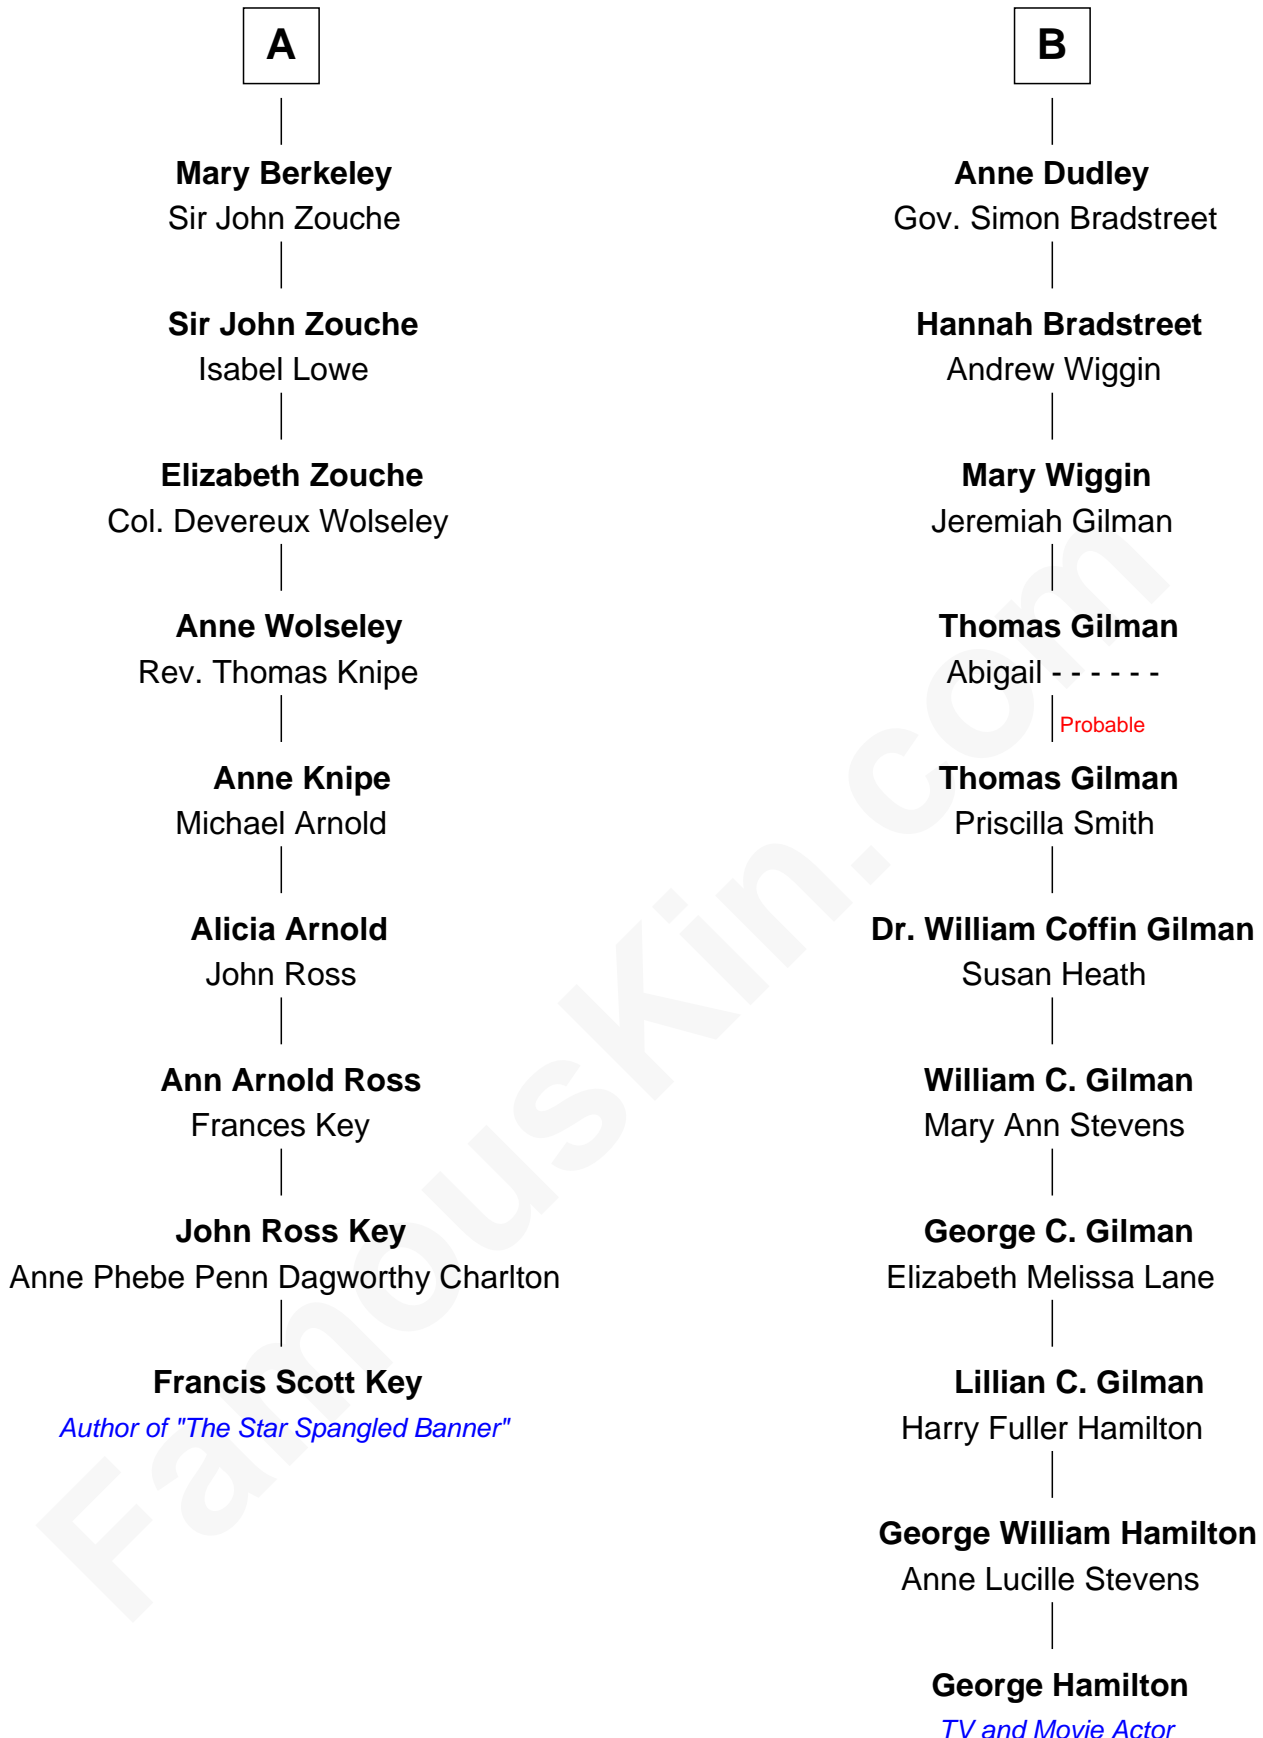 A
Mary Berkeley
Sir John Zouche
Sir John Zouche
Isabel Lowe
Elizabeth Zouche
Col. Devereux Wolseley
Anne Wolseley
Rev. Thomas Knipe
Anne Knipe
Michael Arnold
Alicia Arnold
John Ross
Ann Arnold Ross
Frances Key
John Ross Key
Anne Phebe Penn Dagworthy Charlton
Francis Scott Key
Author of "The Star Spangled Banner"
B
Anne Dudley
Gov. Simon Bradstreet
Hannah Bradstreet
Andrew Wiggin
Mary Wiggin
Jeremiah Gilman
Thomas Gilman
Abigail - - - - - -
Probable
Thomas Gilman
Priscilla Smith
Dr. William Coffin Gilman
Susan Heath
William C. Gilman
Mary Ann Stevens
George C. Gilman
Elizabeth Melissa Lane
Lillian C. Gilman
Harry Fuller Hamilton
George William Hamilton
Anne Lucille Stevens
George Hamilton
TV and Movie Actor
FamousKin.com